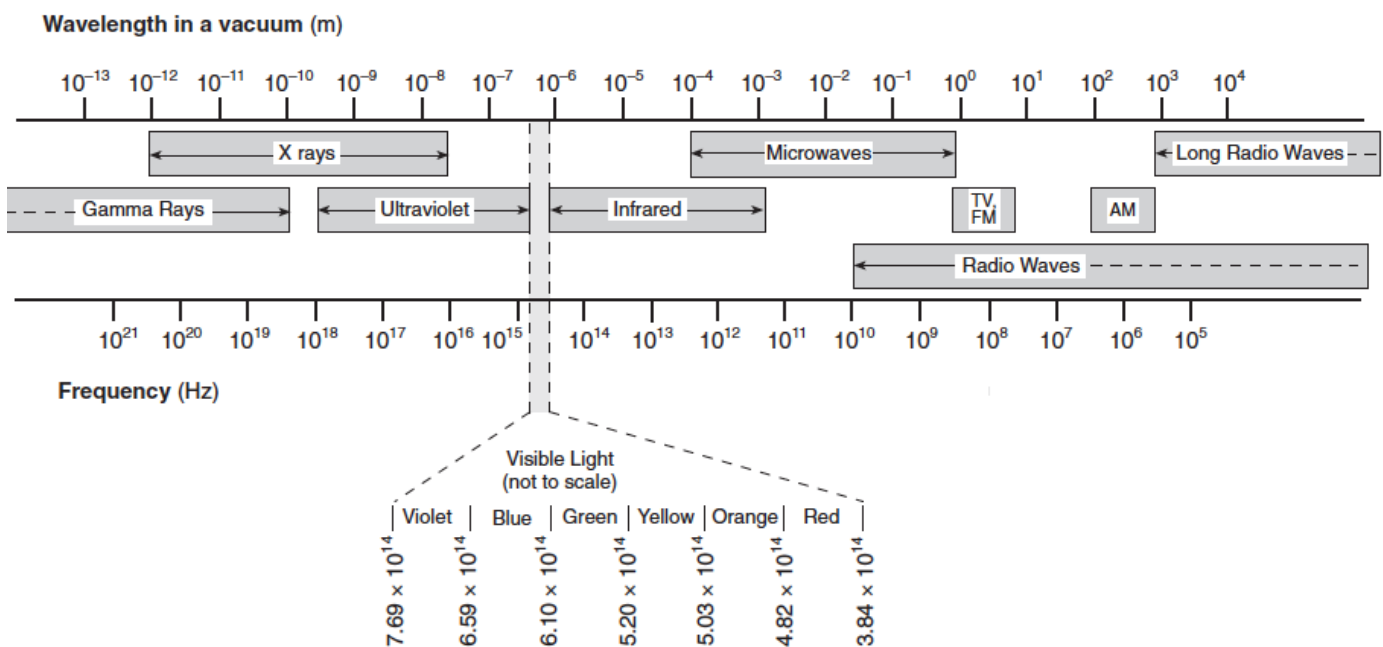 Wavelength in a vacuum (m)
10⁻¹³ 10⁻¹² 10⁻¹¹ 10⁻¹⁰ 10⁻⁹ 10⁻⁸ 10⁻⁷ 10⁻⁶ 10⁻⁵ 10⁻⁴ 10⁻³ 10⁻² 10⁻¹ 10⁰ 10¹ 10² 10³ 10⁴
X rays Microwaves Long Radio Waves
Gamma Rays Ultraviolet Infrared TV, AM
FM
Radio Waves
10²¹ 10²⁰ 10¹⁹ 10¹⁸ 10¹⁷ 10¹⁶ 10¹⁵ 10¹⁴ 10¹³ 10¹² 10¹¹ 10¹⁰ 10⁹ 10⁸ 10⁷ 10⁶ 10⁵
Frequency (Hz)
Visible Light
(not to scale)
Violet Blue Green Yellow Orange Red
7.69 × 10¹⁴
6.59 × 10¹⁴
6.10 × 10¹⁴
5.20 × 10¹⁴
5.03 × 10¹⁴
4.82 × 10¹⁴
3.84 × 10¹⁴